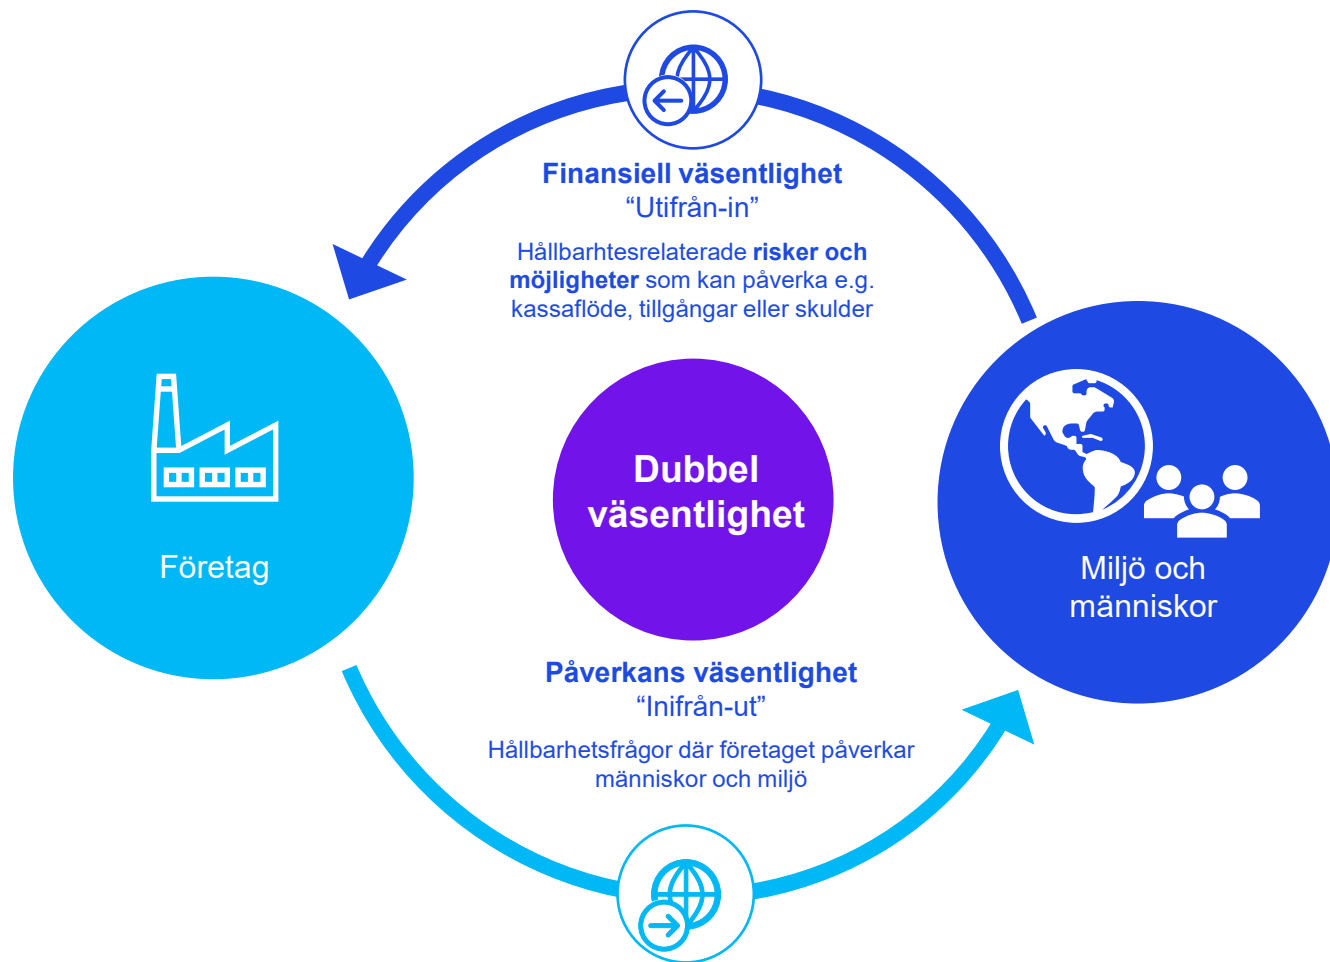 Finansiell väsentlighet
“Utifrån-in”
Hållbarhtesrelaterade risker och
möjligheter som kan påverka e.g.
kassaflöde, tillgångar eller skulder
Företag
Dubbel
väsentlighet
Miljö och
människor
Påverkans väsentlighet
“Inifrån-ut”
Hållbarhetsfrågor där företaget påverkar
människor och miljö